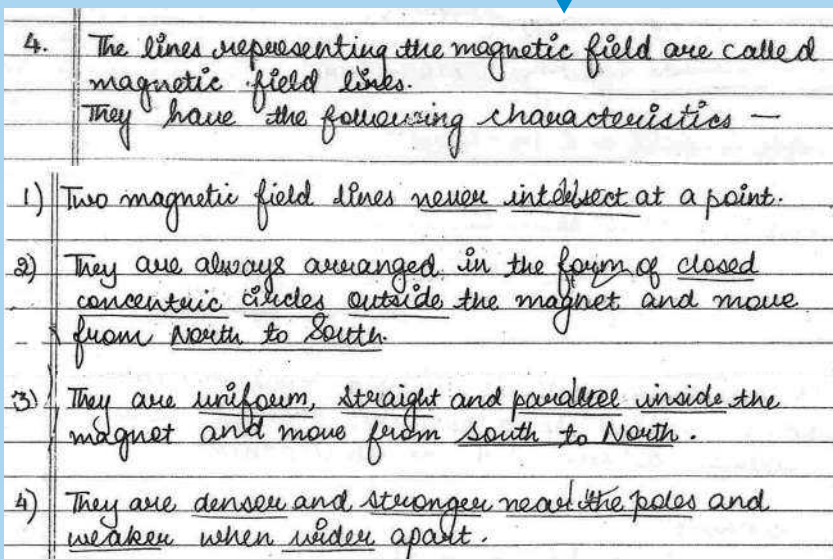 4. The lines representing the magnetic field are called
magnetic field lines.
They have the following characteristics —
1) Two magnetic field lines never intersect at a point.
2) They are always arranged in the form of closed
concentric circles outside the magnet and move
from North to South.
3) They are uniform, straight and parallel inside the
magnet and move from South to North.
4) They are denser and stronger near the poles and
weaker when wider apart.